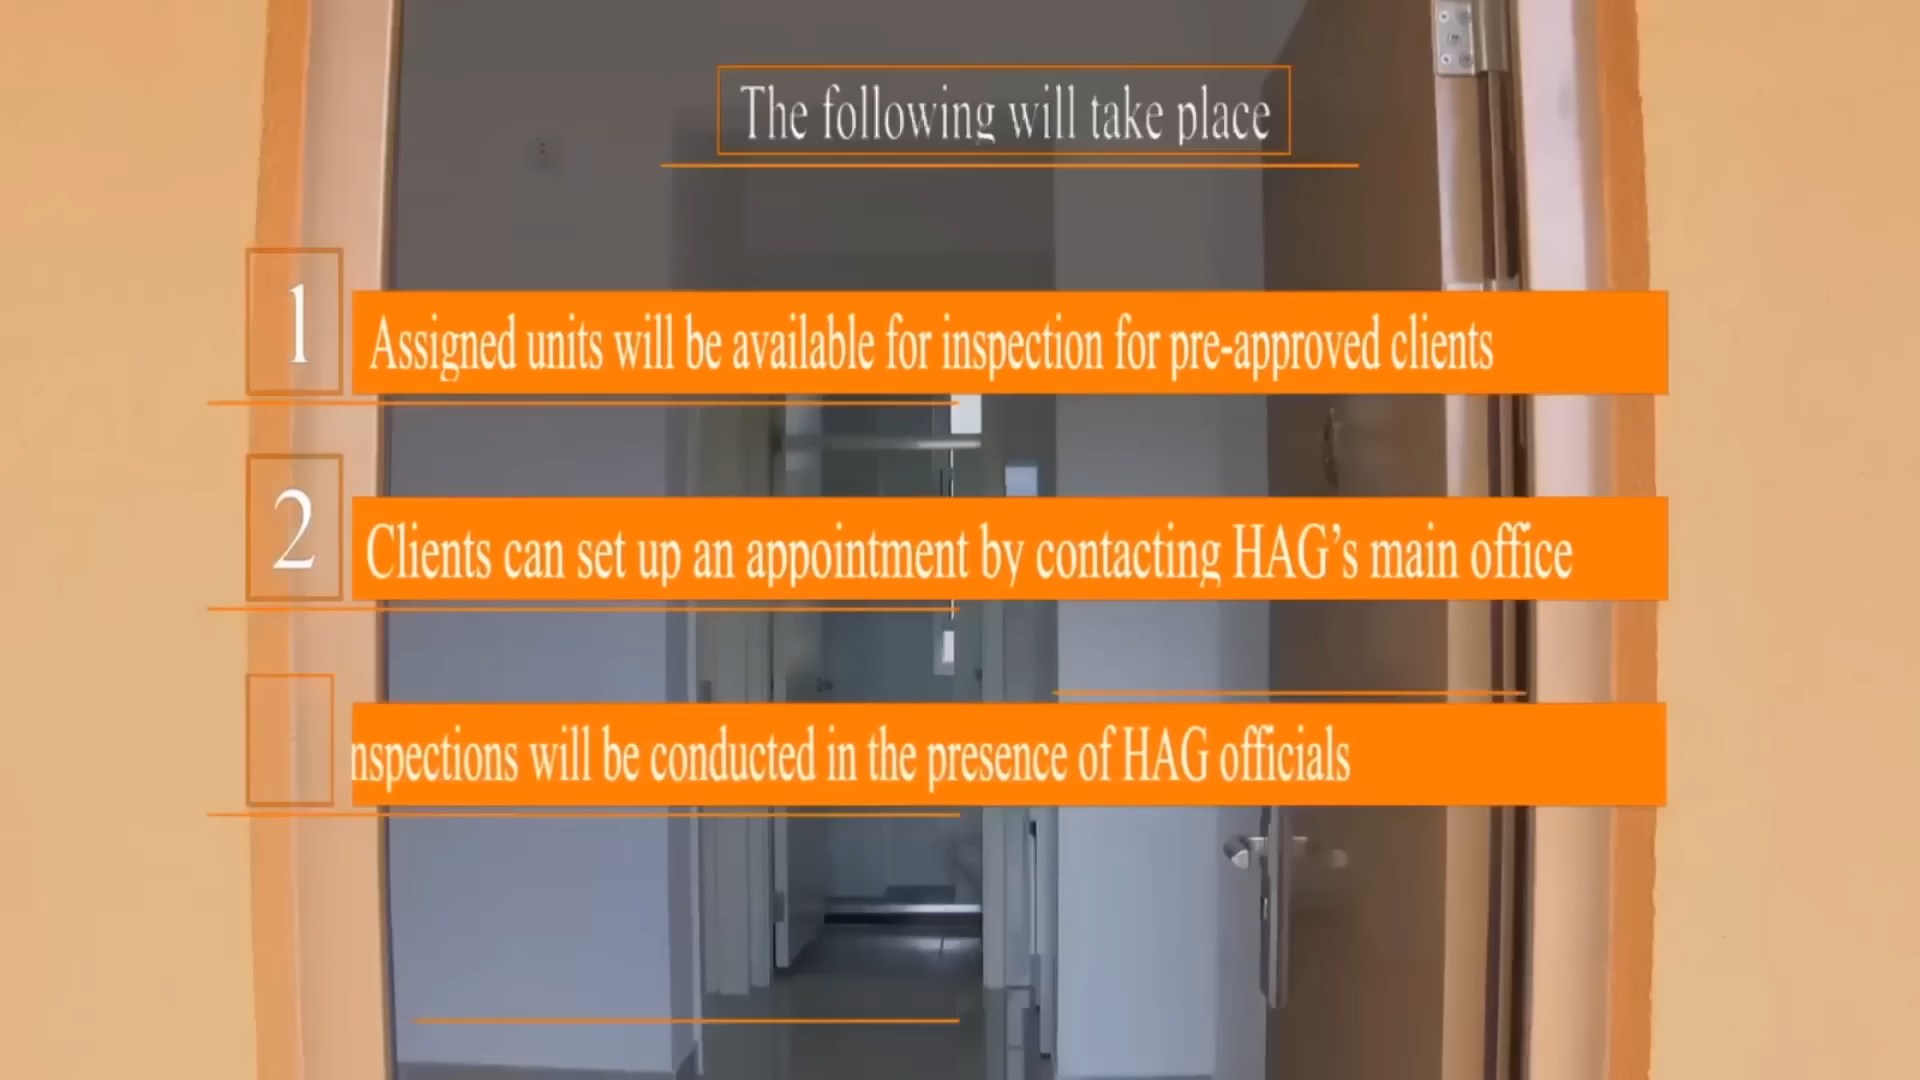 The following will take place
1
Assigned units will be available for inspection for pre-approved clients
2
Clients can set up an appointment by contacting HAG’s main office
nspections will be conducted in the presence of HAG officials